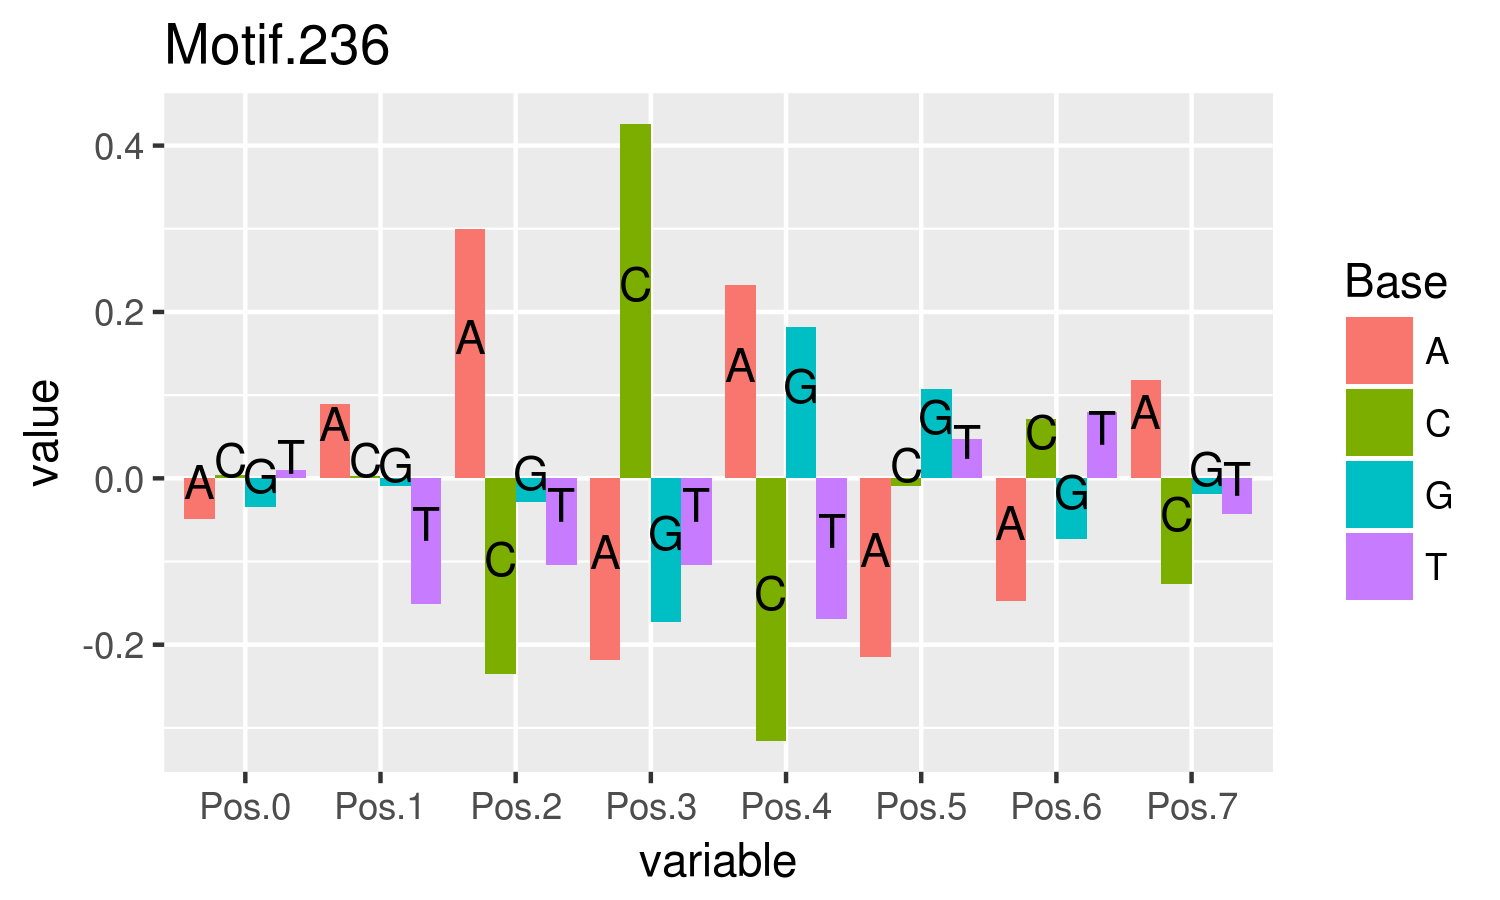 Motif.236
0.4
0.2
0.0
-0.2
value
A C G T A C G T A C G T A C G T A C G T A C G T A C G T A C G T
Pos.0 Pos.1 Pos.2 Pos.3 Pos.4 Pos.5 Pos.6 Pos.7
variable
Base
A
C
G
T